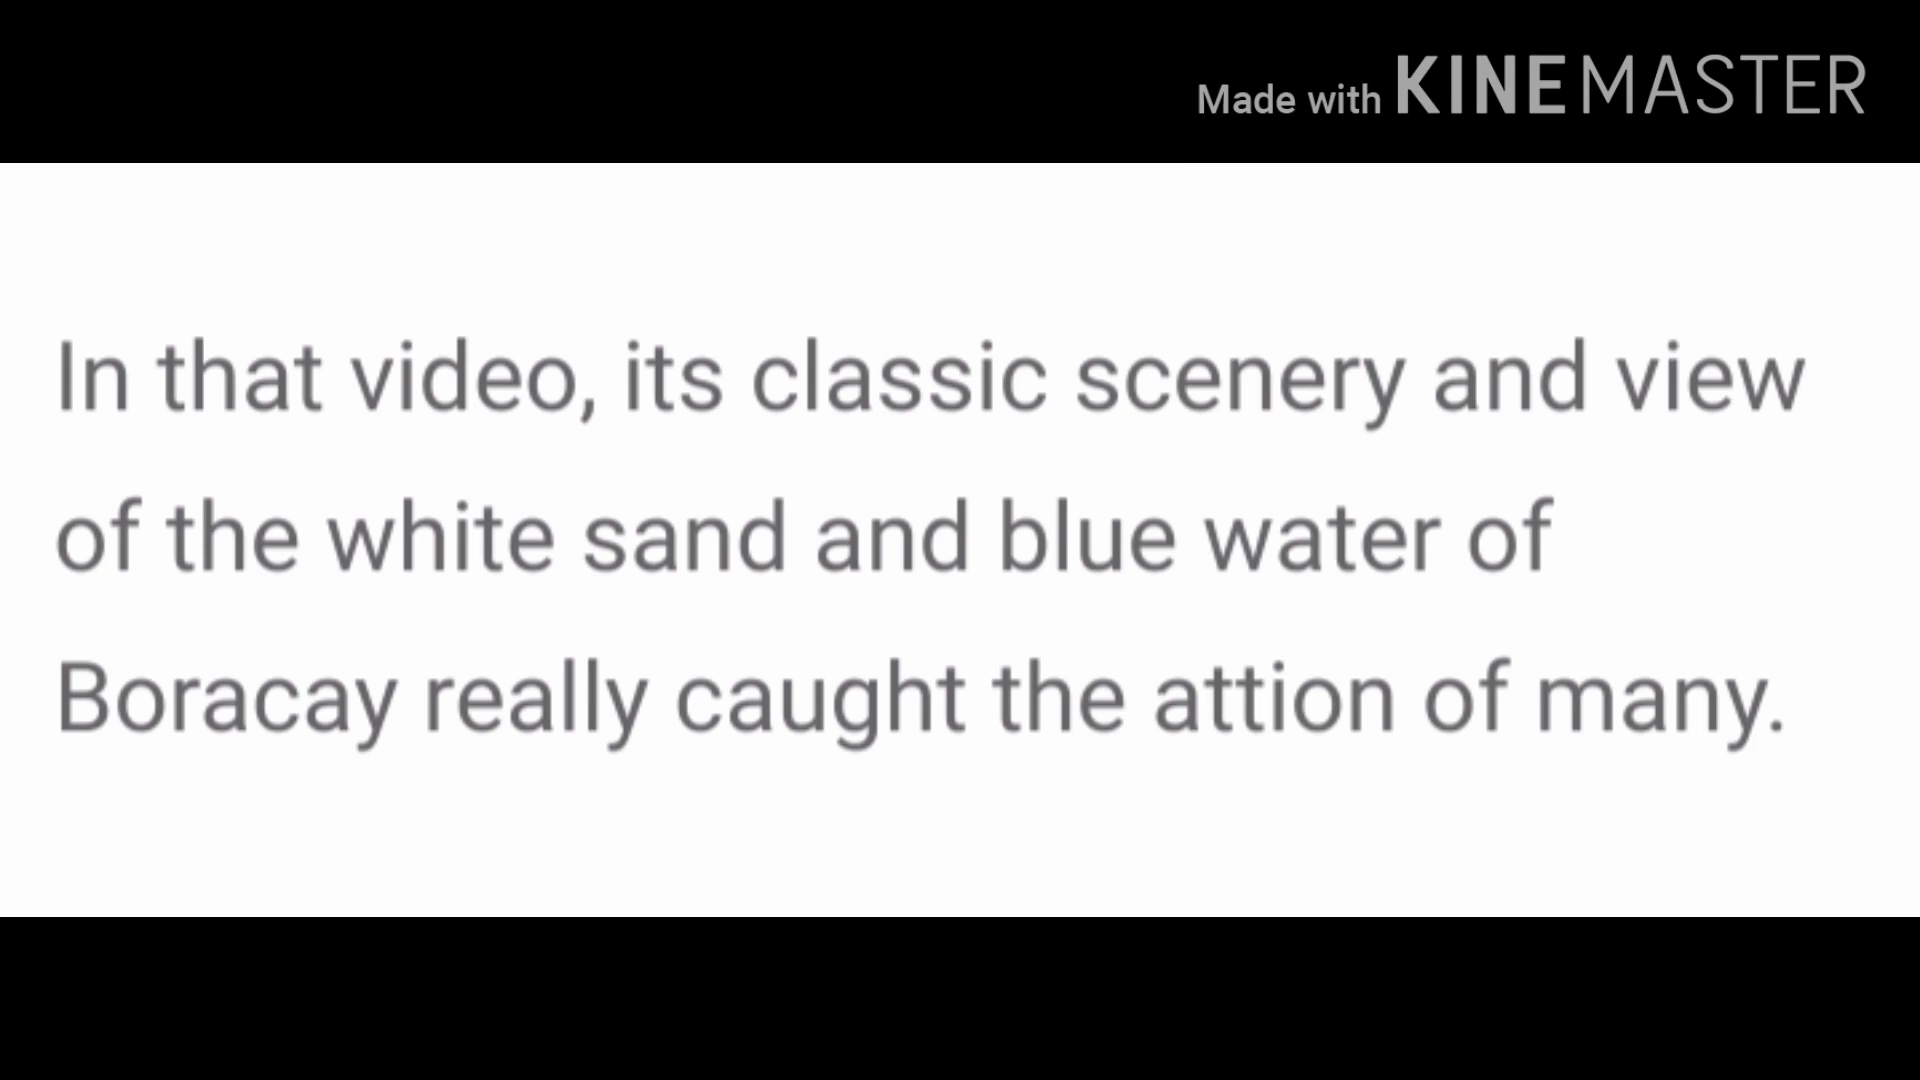 Made with KINEMASTER
In that video, its classic scenery and view
of the white sand and blue water of
Boracay really caught the attion of many.